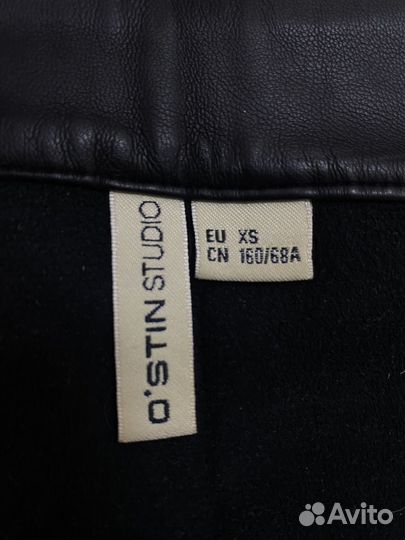 O'STIN STUDIO
EU XS
CN 160/68A
Avito